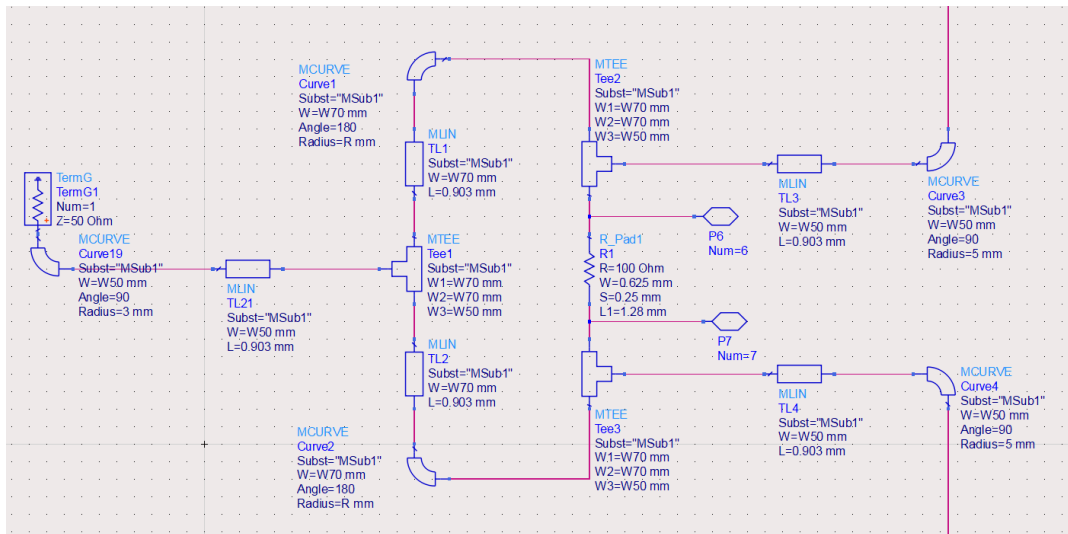 MCURVE
Curve1
Subst="MSub1"
W=W70 mm
Angle=180
Radius=R mm
MTEE
Tee2
Subst="MSub1"
W1=W70 mm
W2=W70 mm
W3=W50 mm
MLIN
TL1
Subst="MSub1"
W=W70 mm
L=0.903 mm
TermG
TermG1
Num=1
Z=50 Ohm
MLIN
TL3
Subst="MSub1"
W=W50 mm
L=0.903 mm
MCURVE
Curve3
Subst="MSub1"
W=W50 mm
Angle=90
Radius=5 mm
MCURVE
Curve19
Subst="MSub1"
W=W50 mm
Angle=90
Radius=3 mm
MTEE
Tee1
Subst="MSub1"
W1=W70 mm
W2=W70 mm
W3=W50 mm
R_Pad1
R1
R=100 Ohm
W=0.625 mm
S=0.25 mm
L1=1.28 mm
P6
Num=6
MLIN
TL21
Subst="MSub1"
W=W50 mm
L=0.903 mm
P7
Num=7
MLIN
TL2
Subst="MSub1"
W=W70 mm
L=0.903 mm
MLIN
TL4
Subst="MSub1"
W=W50 mm
L=0.903 mm
MCURVE
Curve4
Subst="MSub1"
W=W50 mm
Angle=90
Radius=5 mm
MCURVE
Curve2
Subst="MSub1"
W=W70 mm
Angle=180
Radius=R mm
MTEE
Tee3
Subst="MSub1"
W1=W70 mm
W2=W70 mm
W3=W50 mm